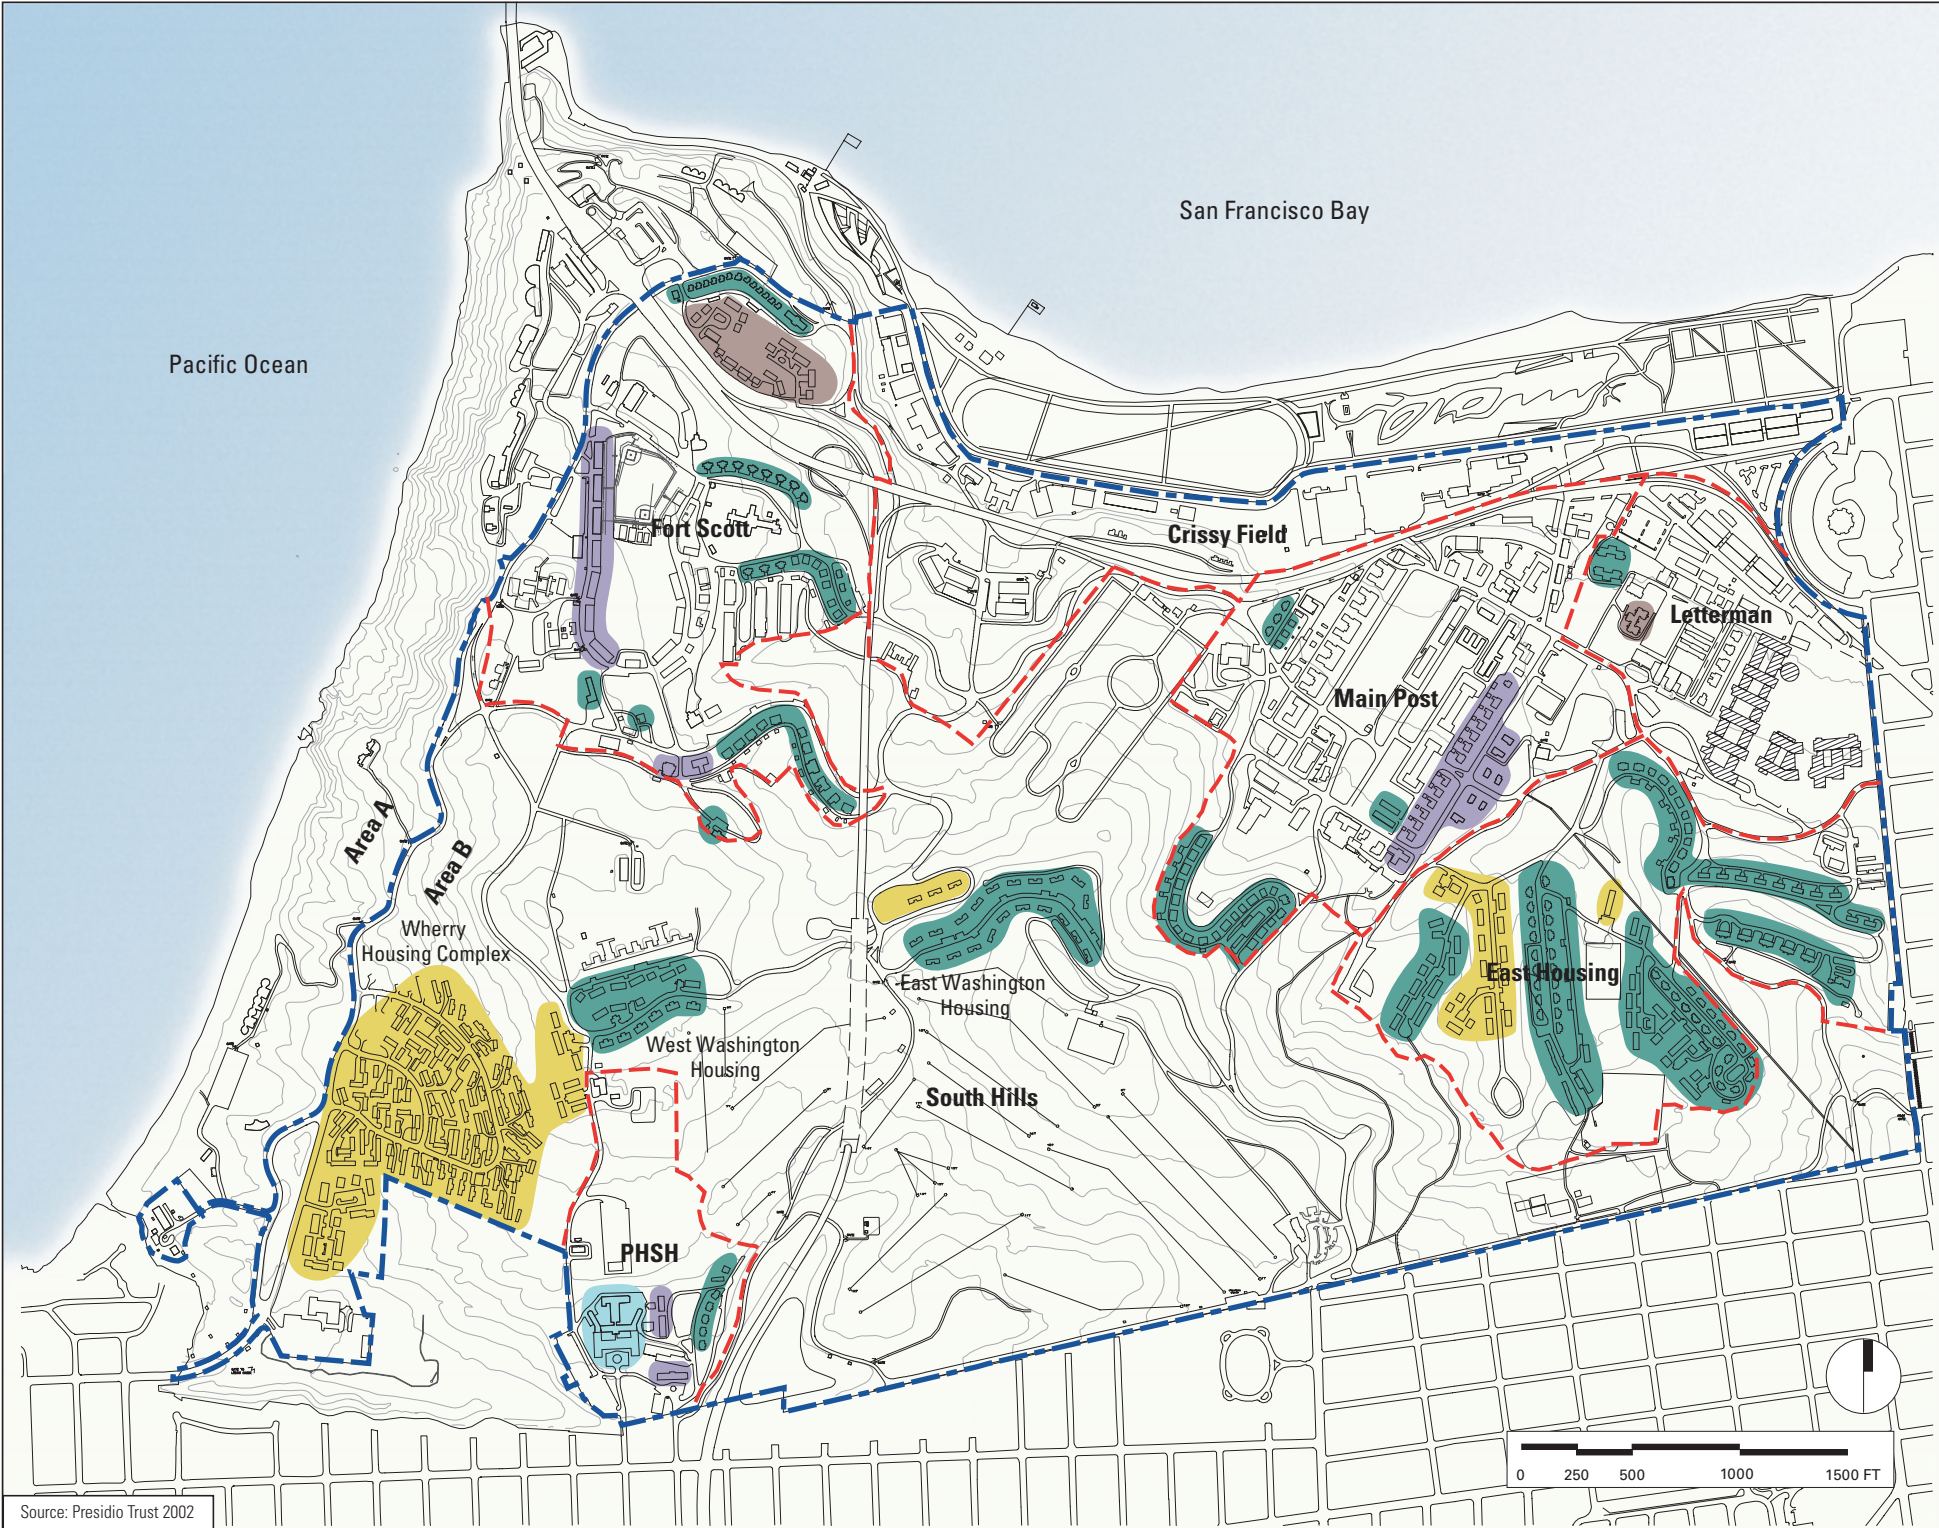 San Francisco Bay
Pacific Ocean
Fort Scott
Crissy Field
Letterman
Main Post
Area A
Area B
Wherry
Housing Complex
East Housing
East Washington
Housing
West Washington
Housing
South Hills
PHSH
0 250 500 1000 1500 FT
Source: Presidio Trust 2002